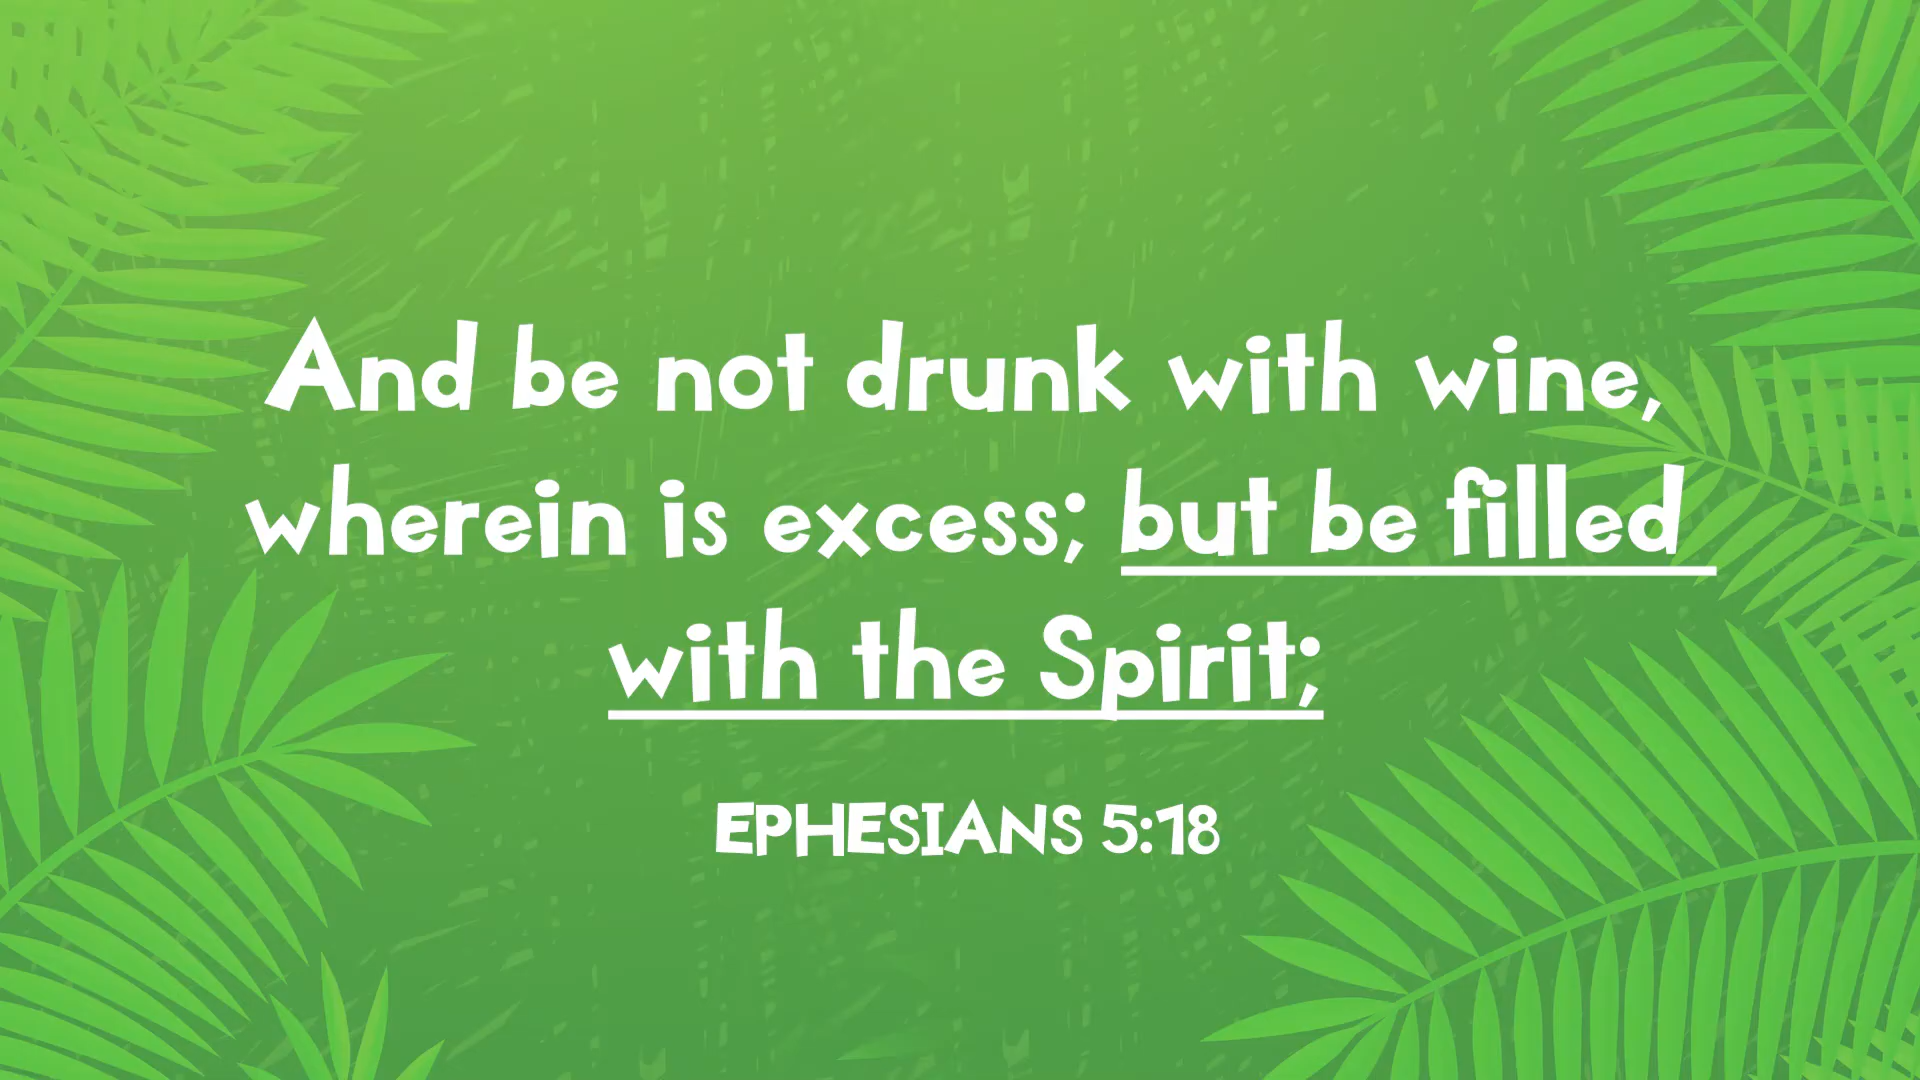 And be not drunk with wine,
wherein is excess; but be filled
with the Spirit;
EPHESIANS 5:18